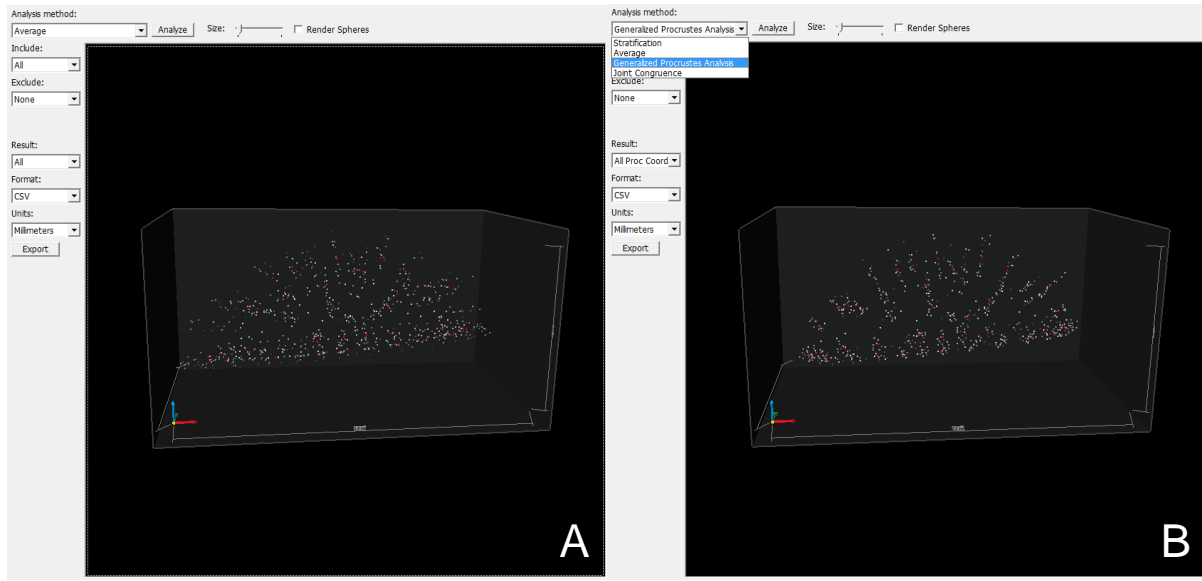 Analysis method:
Average
Analyze
Size:
Render Spheres
Include:
All
Exclude:
None
Result:
All
Format:
CSV
Units:
Millimeters
Export
A
Analysis method:
Generalized Procrustes Analysis
Analyze
Size:
Render Spheres
Stratification
Average
Generalized Procrustes Analysis
Joint Congruence
Exclude:
None
Result:
All Proc Coord
Format:
CSV
Units:
Millimeters
Export
B